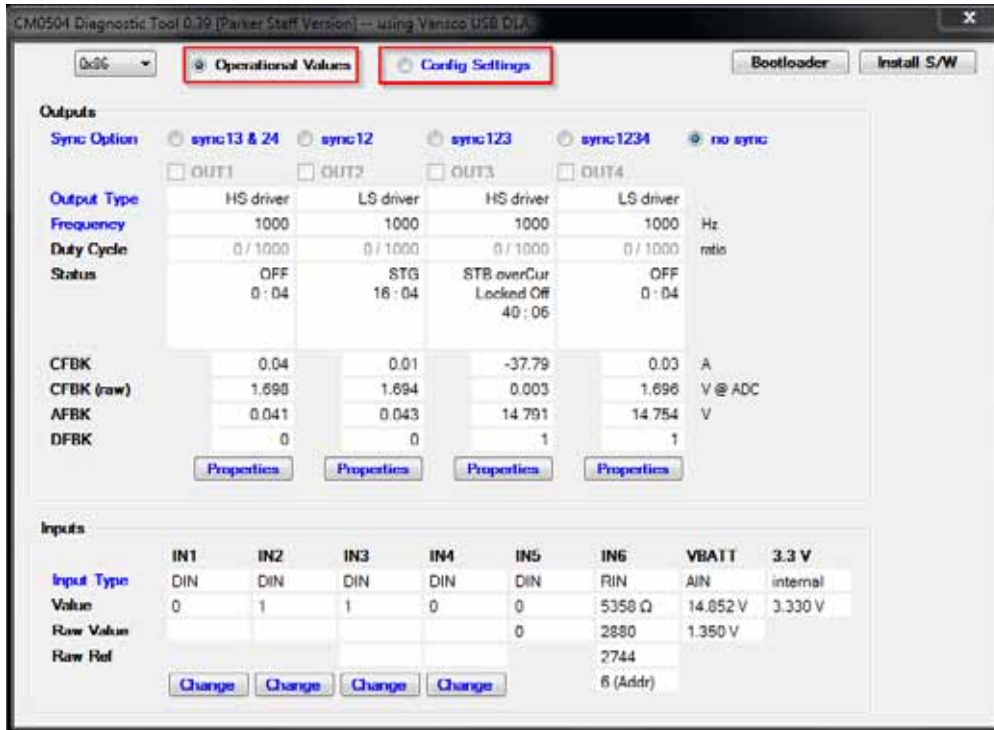 CM0504 Diagnostic Tool 0.39 [Parker Staff Version] -- using Vansco USB DLA
0x86 Operational Values Config Settings Bootloader Install S/W
Outputs
Sync Option sync13 & 24 sync12 sync123 sync1234 no sync
OUT1 OUT2 OUT3 OUT4
Output Type HS driver LS driver HS driver LS driver
Frequency 1000 1000 1000 1000 Hz
Duty Cycle 0 / 1000 0 / 1000 0 / 1000 0 / 1000 ratio
Status OFF STG STB overCur OFF
0 : 04 16 : 04 Locked Off 0 : 04
40 : 06
CFBK 0.04 0.01 -37.79 0.03 A
CFBK (raw) 1.698 1.694 0.003 1.696 V @ ADC
AFBK 0.041 0.043 14.791 14.754 V
DFBK 0 0 1 1
Properties Properties Properties Properties
Inputs
IN1 IN2 IN3 IN4 IN5 IN6 VBATT 3.3 V
Input Type DIN DIN DIN DIN DIN RIN AIN internal
Value 0 1 1 0 0 5358 Ω 14.852 V 3.330 V
Raw Value 0 2880 1.350 V
Raw Ref 2744
Change Change Change Change 6 (Addr)